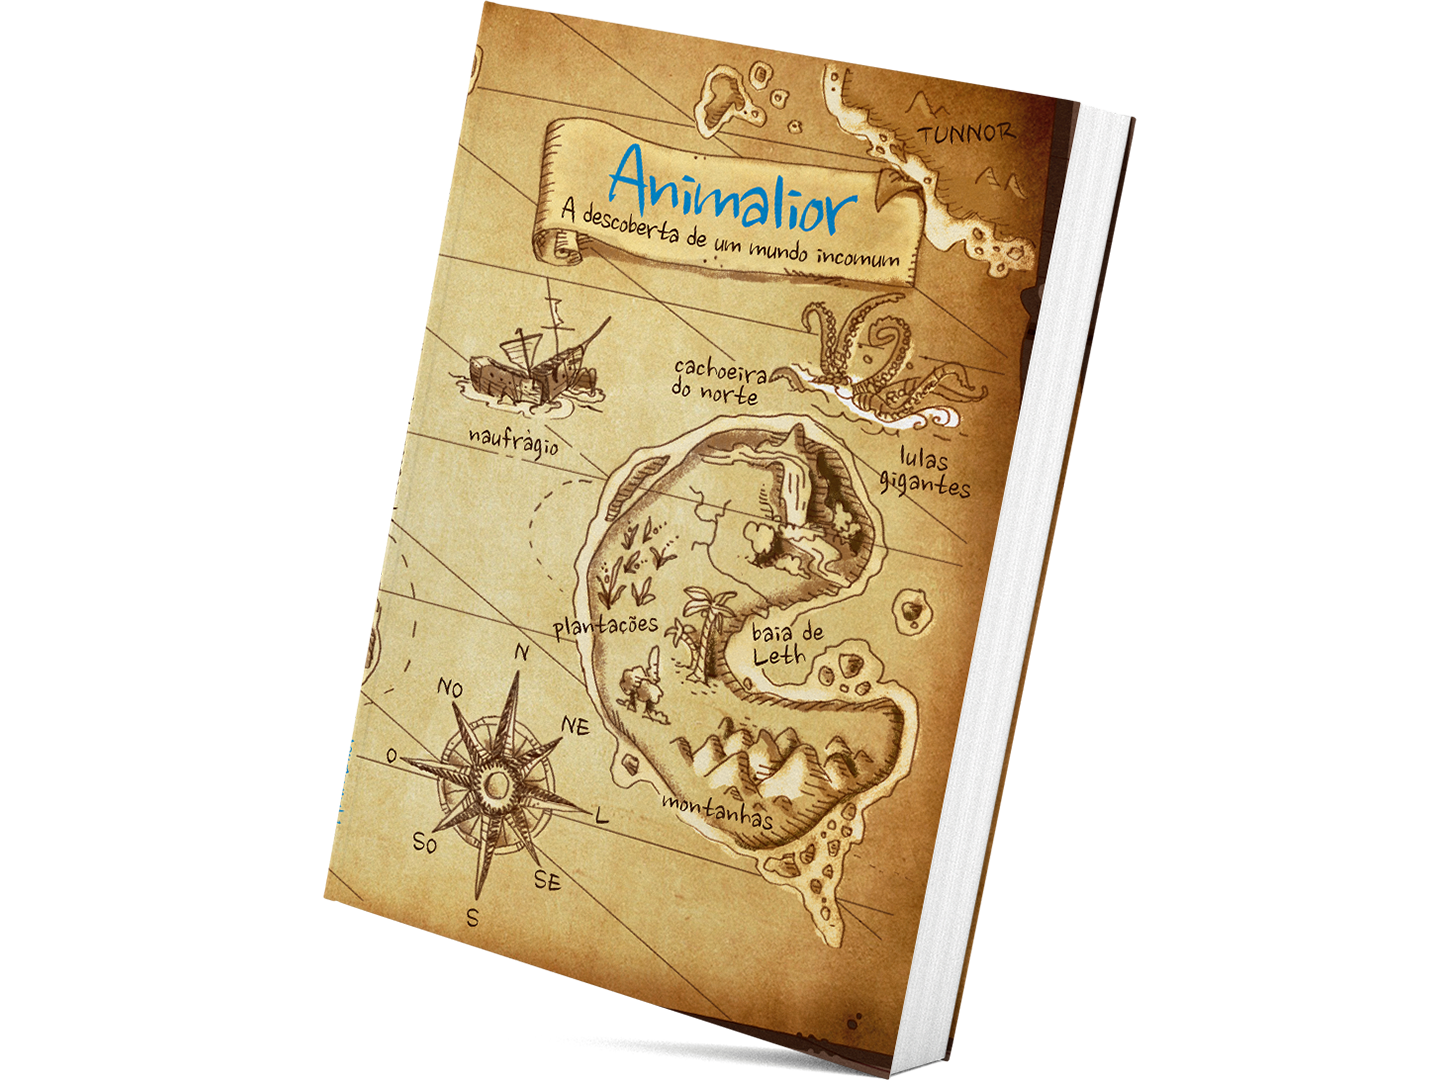 TUNNOR
Animalior
A descoberta de um mundo incomum
cachoeira
do norte
naufrágio
lulas
gigantes
plantações
baía de
Leth
N
NO
NE
O
L
SO
SE
S
montanhas